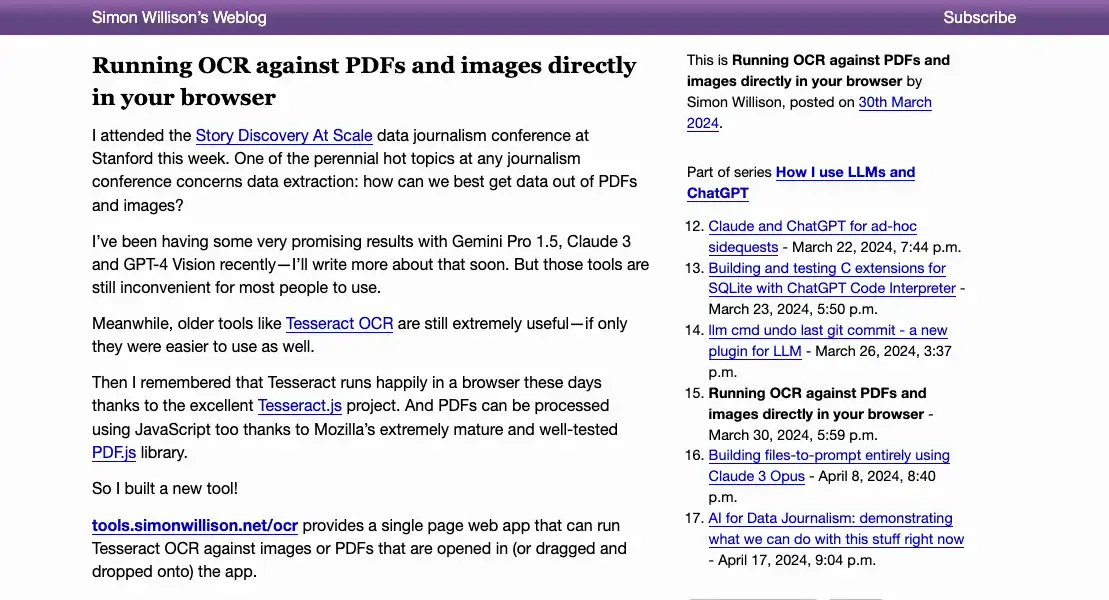 Simon Willison’s Weblog
Subscribe
Running OCR against PDFs and images directly
in your browser
I attended the Story Discovery At Scale data journalism conference at
Stanford this week. One of the perennial hot topics at any journalism
conference concerns data extraction: how can we best get data out of PDFs
and images?
I’ve been having some very promising results with Gemini Pro 1.5, Claude 3
and GPT-4 Vision recently—I’ll write more about that soon. But those tools are
still inconvenient for most people to use.
Meanwhile, older tools like Tesseract OCR are still extremely useful—if only
they were easier to use as well.
Then I remembered that Tesseract runs happily in a browser these days
thanks to the excellent Tesseract.js project. And PDFs can be processed
using JavaScript too thanks to Mozilla’s extremely mature and well-tested
PDF.js library.
So I built a new tool!
tools.simonwillison.net/ocr provides a single page web app that can run
Tesseract OCR against images or PDFs that are opened in (or dragged and
dropped onto) the app.
This is Running OCR against PDFs and
images directly in your browser by
Simon Willison, posted on 30th March
2024.
Part of series How I use LLMs and
ChatGPT
12. Claude and ChatGPT for ad-hoc
sidequests - March 22, 2024, 7:44 p.m.
13. Building and testing C extensions for
SQLite with ChatGPT Code Interpreter -
March 23, 2024, 5:50 p.m.
14. llm cmd undo last git commit - a new
plugin for LLM - March 26, 2024, 3:37
p.m.
15. Running OCR against PDFs and
images directly in your browser -
March 30, 2024, 5:59 p.m.
16. Building files-to-prompt entirely using
Claude 3 Opus - April 8, 2024, 8:40
p.m.
17. AI for Data Journalism: demonstrating
what we can do with this stuff right now
- April 17, 2024, 9:04 p.m.